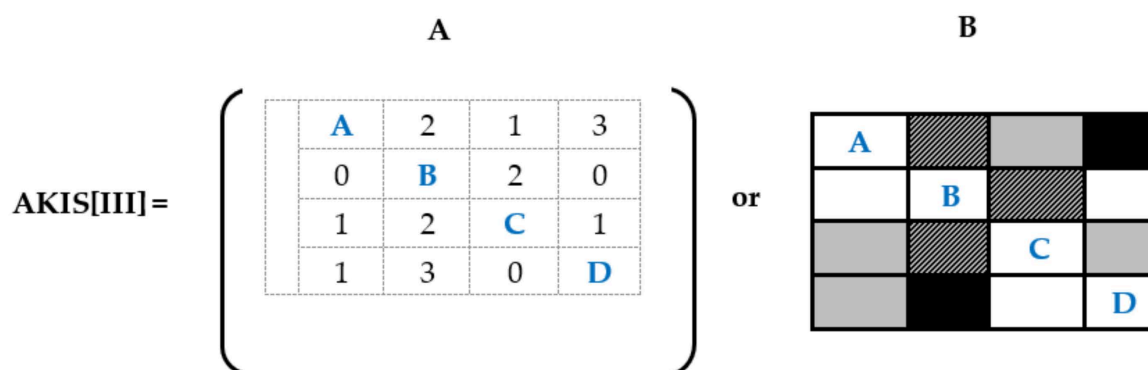 A B
A 2 1 3
A
0 B 2 0
AKIS[III]= or B
1 2 C 1
C
1 3 0 D
D